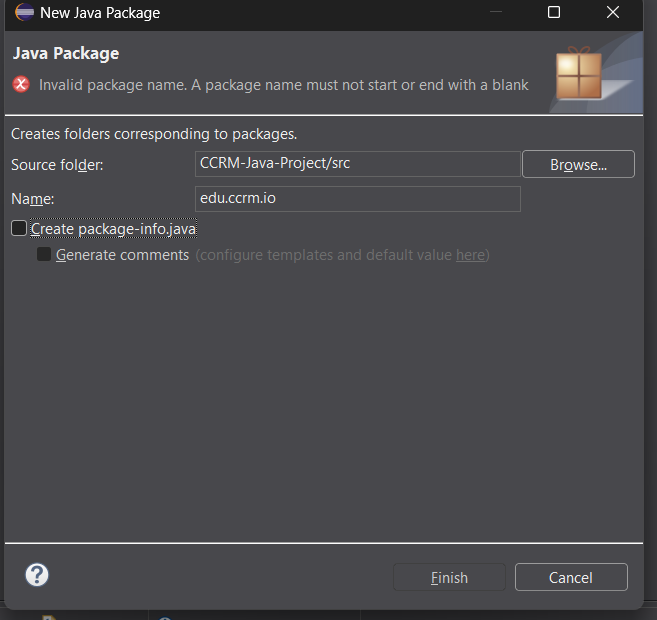 New Java Package
Java Package
Invalid package name. A package name must not start or end with a blank
Creates folders corresponding to packages.
Source folder: CCRM-Java-Project/src Browse...
Name: edu.ccrm.io
Create package-info.java
Generate comments (configure templates and default value here)
? Finish Cancel